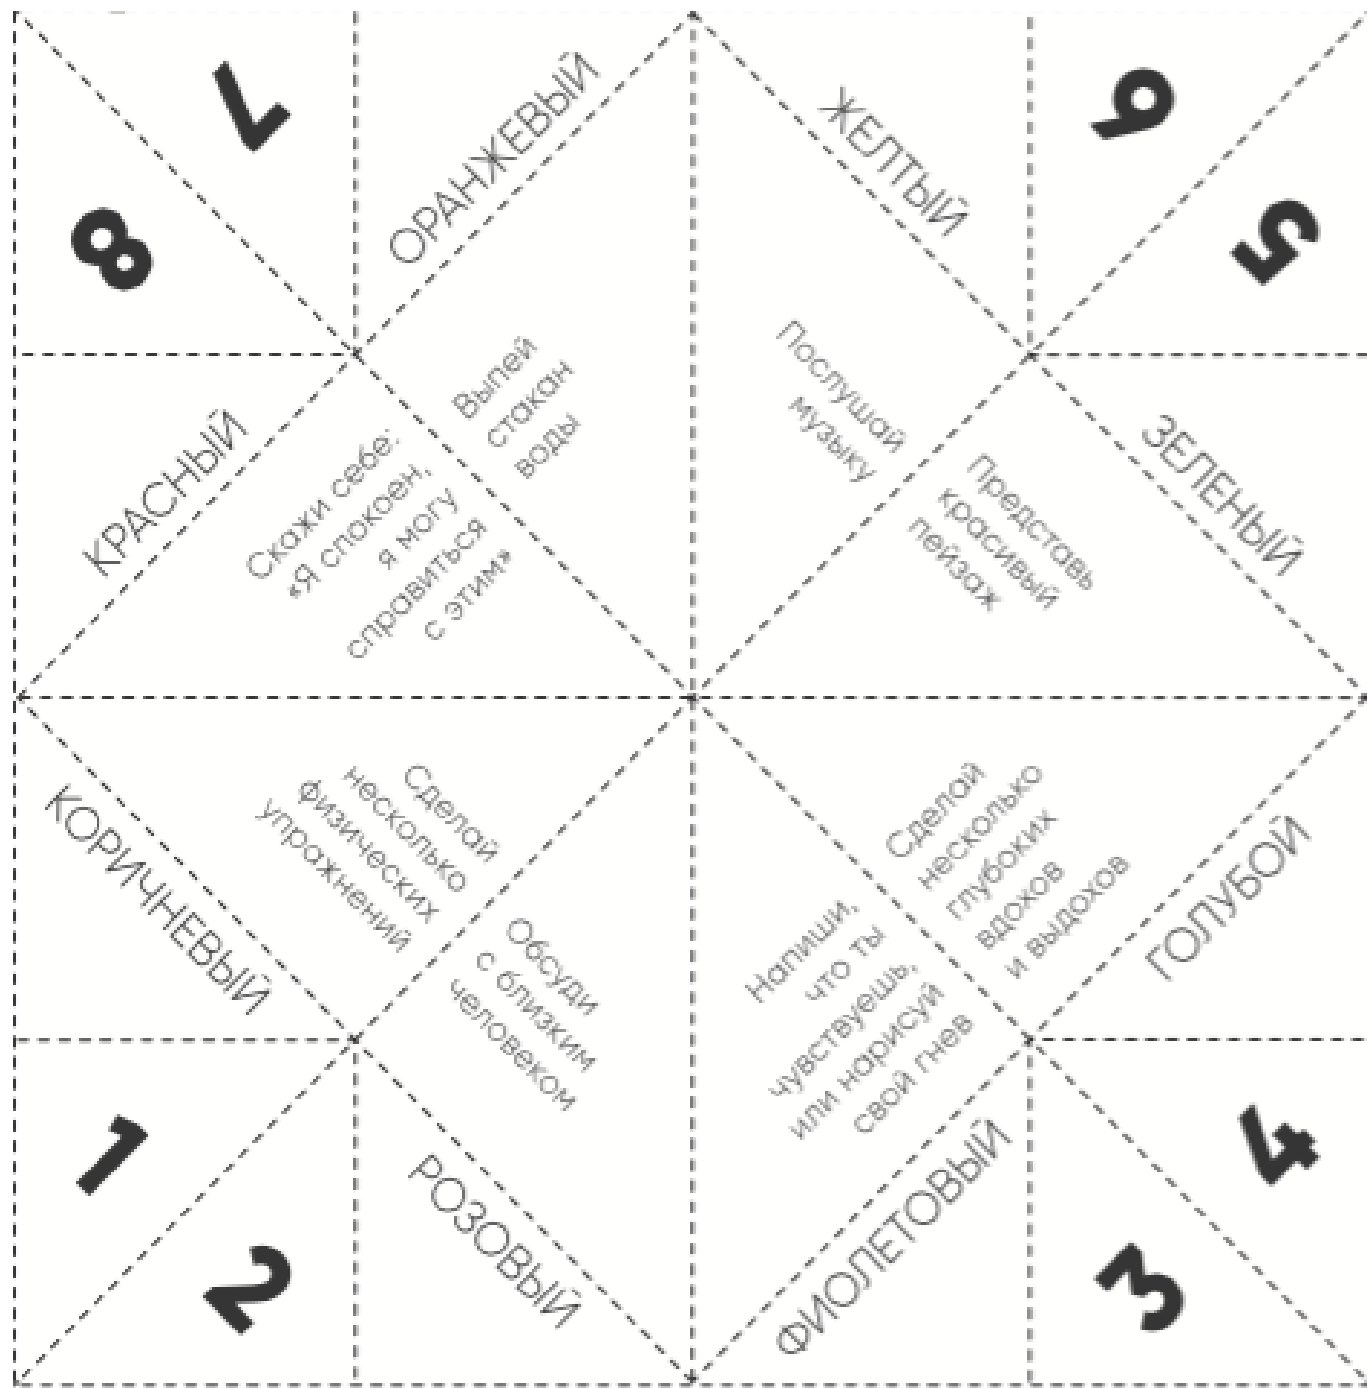 7
8
ОРАНЖЕВЫЙ
ЖЕЛТЫЙ
6
5
КРАСНЫЙ
Скажи себе:
«Я спокоен,
я могу
справиться
с этим»
Выпей
стакан
воды
Послушай
музыку
Представь
красивый
пейзаж
ЗЕЛЕНЫЙ
КОРИЧНЕВЫЙ
Сделай
несколько
физических
упражнений
Обсуди
с близким
человеком
Напиши,
что ты
чувствуешь,
или нарисуй
свой гнев
Сделай
несколько
глубоких
вдохов
и выдохов
ГОЛУБОЙ
1
2
РОЗОВЫЙ
ФИОЛЕТОВЫЙ
3
4